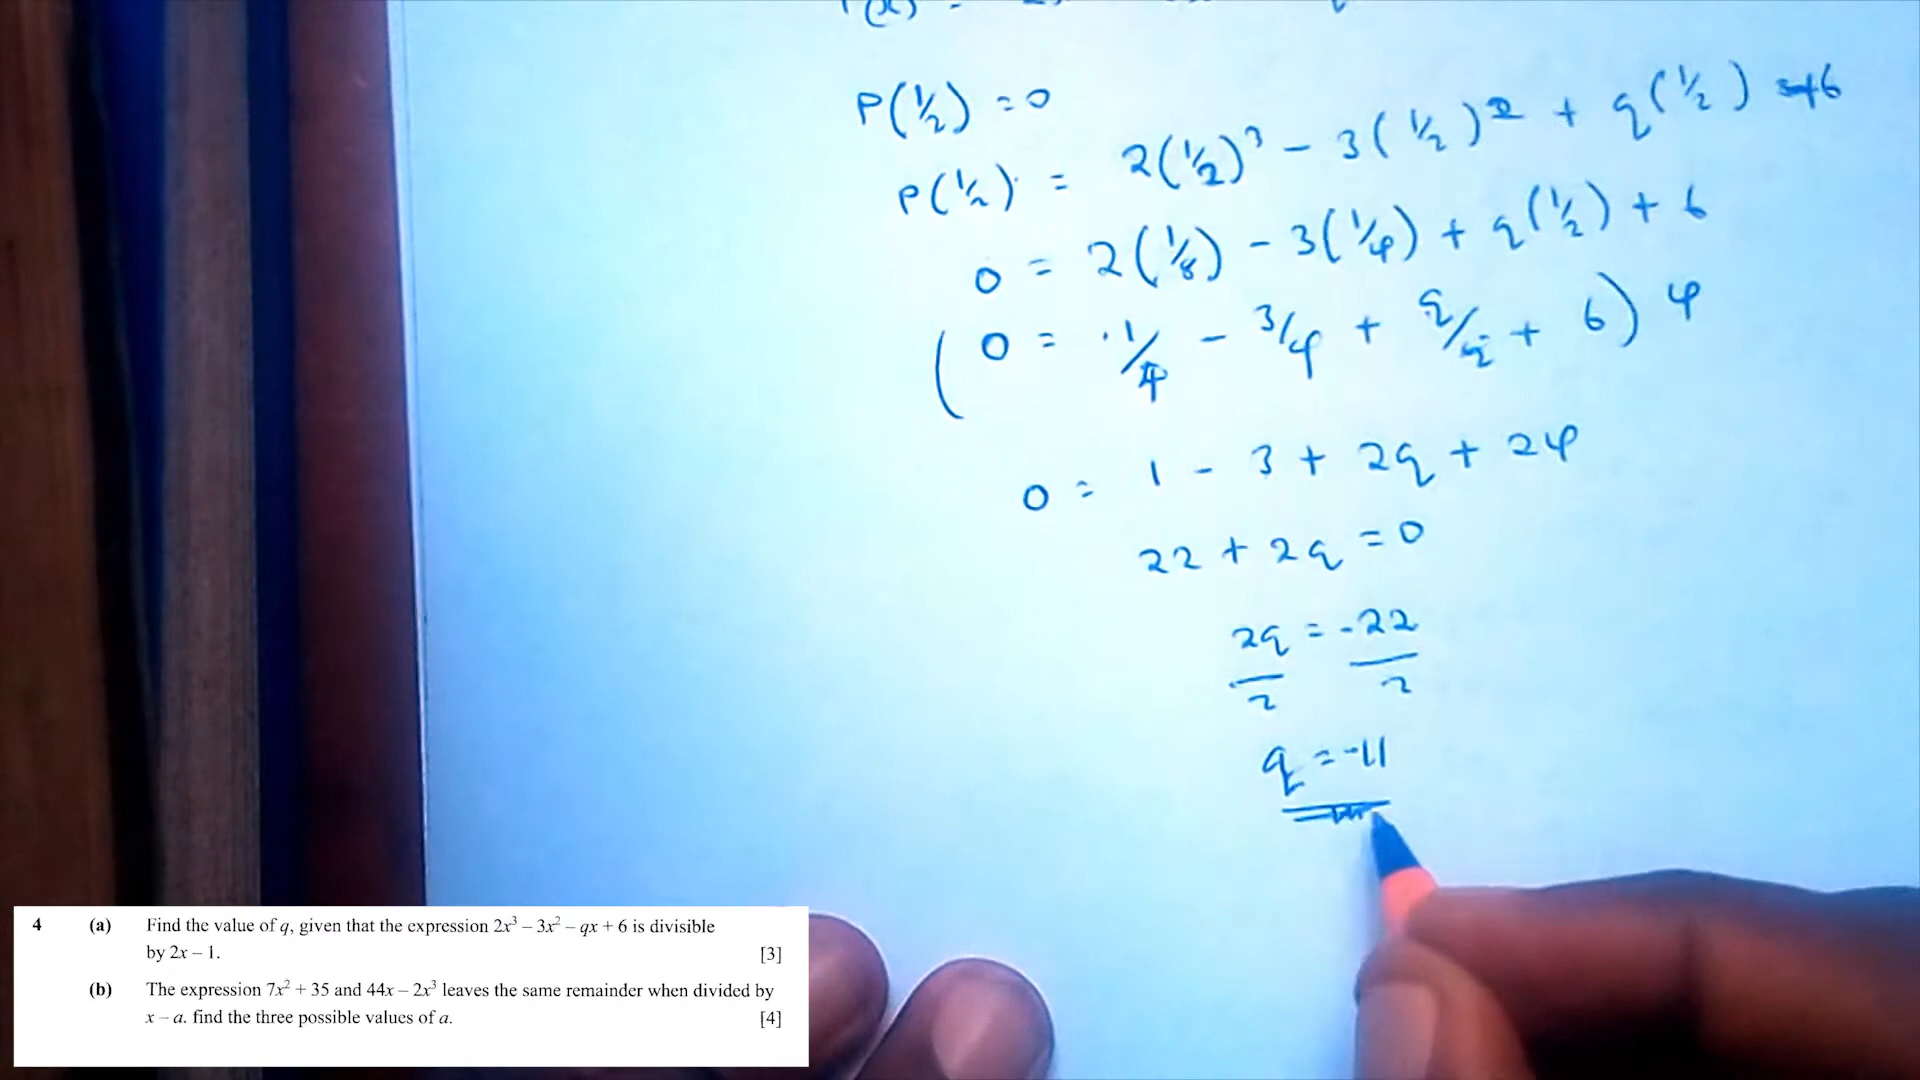 P(½) = 0
P(½) = 2(½)³ - 3(½)² + q(½) +6
0 = 2(⅛) - 3(¼) + q(½) + 6
(0 = 1/4 - 3/4 + q/2 + 6) 4
0 = 1 - 3 + 2q + 24
22 + 2q = 0
2q = -22
2 2
q = -11
4 (a) Find the value of q, given that the expression 2x³ – 3x² – qx + 6 is divisible
by 2x – 1. [3]
(b) The expression 7x² + 35 and 44x – 2x³ leaves the same remainder when divided by
x – a. find the three possible values of a. [4]